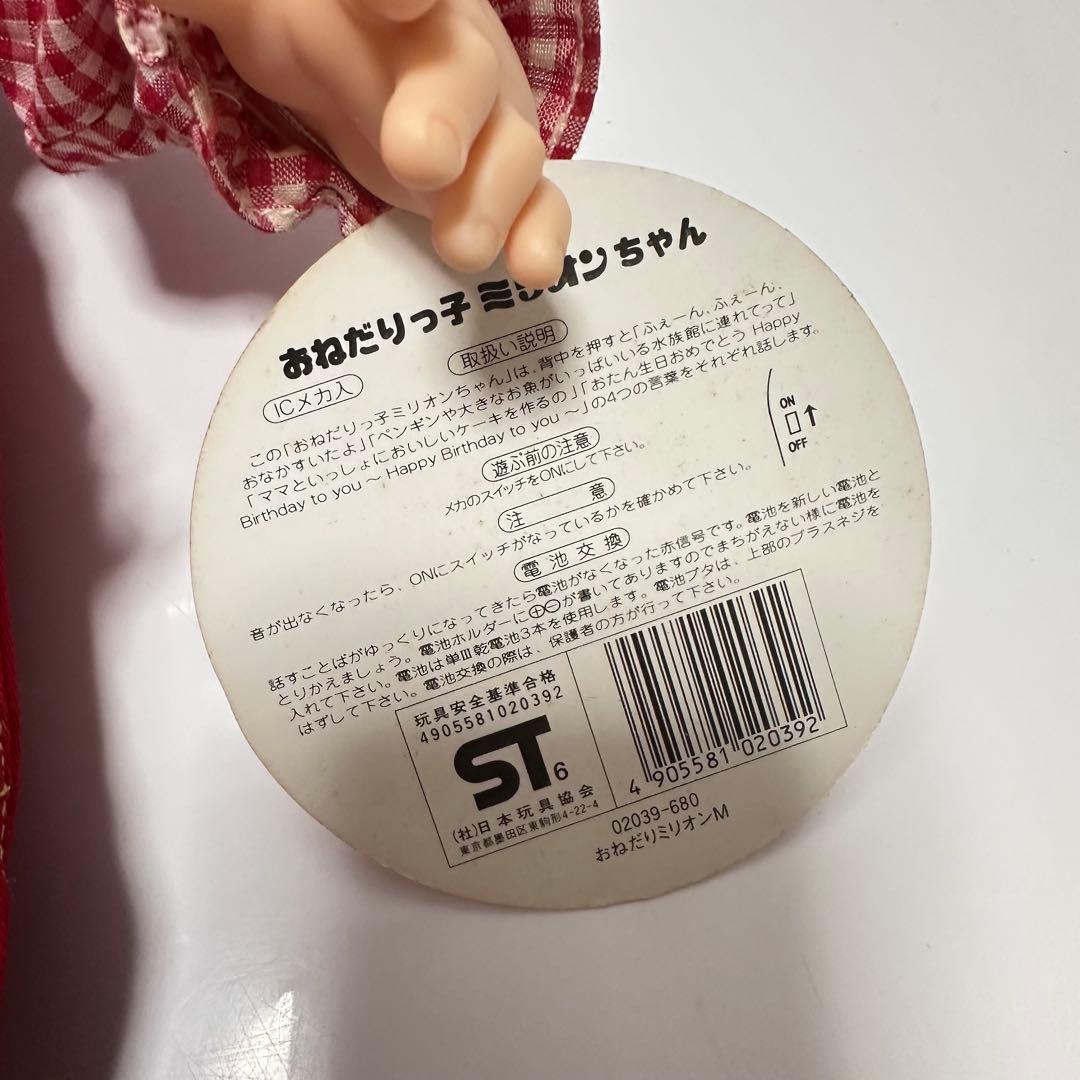 おねだりっ子 ミリオンちゃん
ICメカ入
取扱い説明
この「おねだりっ子ミリオンちゃん」は、背中を押すと「ふぇーん、ふぇーん、
おなかすいたよ」「ペンギンや大きなお魚がいっぱいいる水族館に連れてって」
「ママといっしょにおいしいケーキを作るの」「おたん生日おめでとう Happy
Birthday to you ～ Happy Birthday to you ～」の4つの言葉をそれぞれ話します。
遊ぶ前の注意
メカのスイッチをONにして下さい。
ON
OFF
注 意
音が出なくなったら、ONにスイッチがなっているかを確かめて下さい。
電池交換
話すことばがゆっくりになってきたら電池がなくなった赤信号です。電池を新しい電池と
とりかえましょう。電池ホルダーに⊕⊖が書いてありますのでまちがえない様に電池を
入れて下さい。電池は単Ⅲ乾電池3本を使用します。電池ブタは、上部のプラスネジを
はずして下さい。電池交換の際は、保護者の方が行って下さい。
玩具安全基準合格
4905581020392
ST6
(社)日本玩具協会
東京都墨田区東駒形4-22-4
4 905581 020392
02039-680
おねだりミリオンM